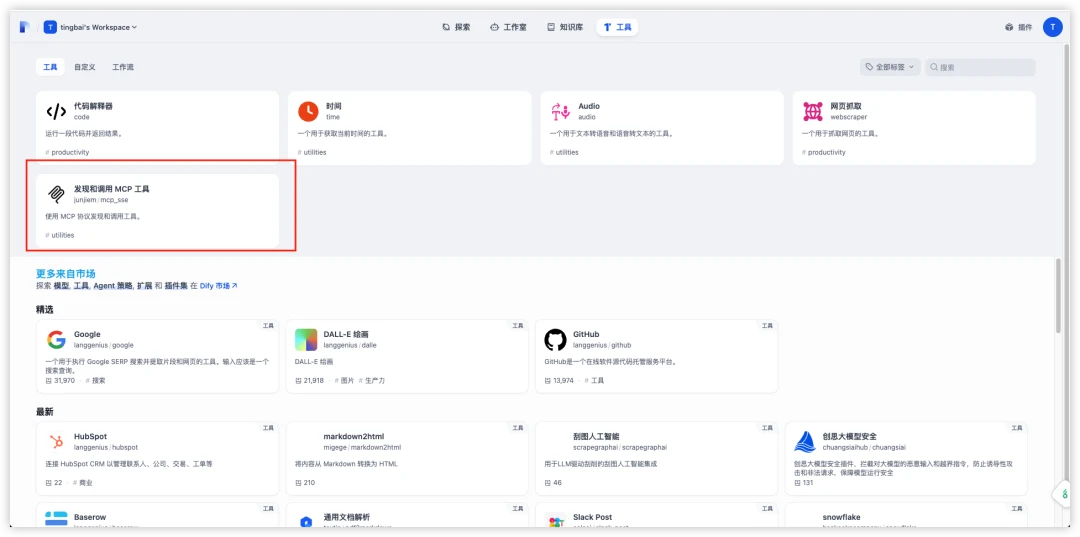 T tingbai's Workspace
探索
工作室
知识库
工具
插件
T
工具
自定义
工作流
全部标签
搜索
代码解释器
code
运行一段代码并返回结果。
# productivity
时间
time
一个用于获取当前时间的工具。
# utilities
Audio
audio
一个用于文本转语音和语音转文本的工具。
# utilities
网页抓取
webscraper
一个用于抓取网页的工具。
# productivity
发现和调用 MCP 工具
junjiem / mcp_sse
使用 MCP 协议发现和调用工具。
# utilities
更多来自市场
探索 模型, 工具, Agent 策略, 扩展 和 插件集 在 Dify 市场
精选
工具
Google
langgenius / google
一个用于执行 Google SERP 搜索并提取片段和网页的工具。输入应该是一个
搜索查询。
31,970 · # 搜索
工具
DALL-E 绘画
langgenius / dalle
DALL-E 绘画
21,918 · # 图片 # 生产力
工具
GitHub
langgenius / github
GitHub是一个在线软件源代码托管服务平台。
13,974 · # 工具
最新
工具
HubSpot
langgenius / hubspot
连接 HubSpot CRM 以管理联系人、公司、交易、工单等
22 · # 商业
工具
markdown2html
migege / markdown2html
将内容从 Markdown 转换为 HTML
210
工具
刮图人工智能
scrapegraphai / scrapegraphai
用于LLM驱动刮削的刮图人工智能集成
46
工具
创思大模型安全
chuangsiaihub / chuangsiai
创思大模型安全插件，拦截对大模型的恶意输入和越界指令，防止诱导性攻
击和非法请求，保障模型运行安全
131
工具
Baserow
工具
通用文档解析
工具
Slack Post
工具
snowflake